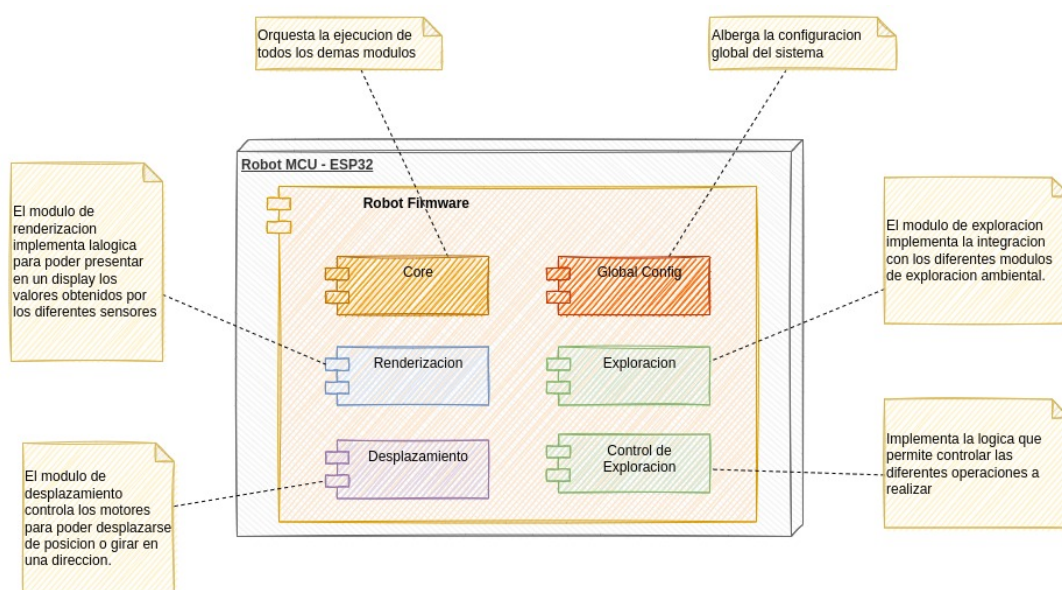 Orquesta la ejecucion de
todos los demas modulos
Alberga la configuracion
global del sistema
Robot MCU - ESP32
Robot Firmware
El modulo de
renderizacion
implementa lalogica
para poder presentar
en un display los
valores obtenidos por
los diferentes sensores
El modulo de exploracion
implementa la integracion
con los diferentes modulos
de exploracion ambiental.
Core
Global Config
Renderizacion
Exploracion
Desplazamiento
Control de
Exploracion
El modulo de
desplazamiento
controla los motores
para poder desplazarse
de posicion o girar en
una direccion.
Implementa la logica que
permite controlar las
diferentes operaciones a
realizar